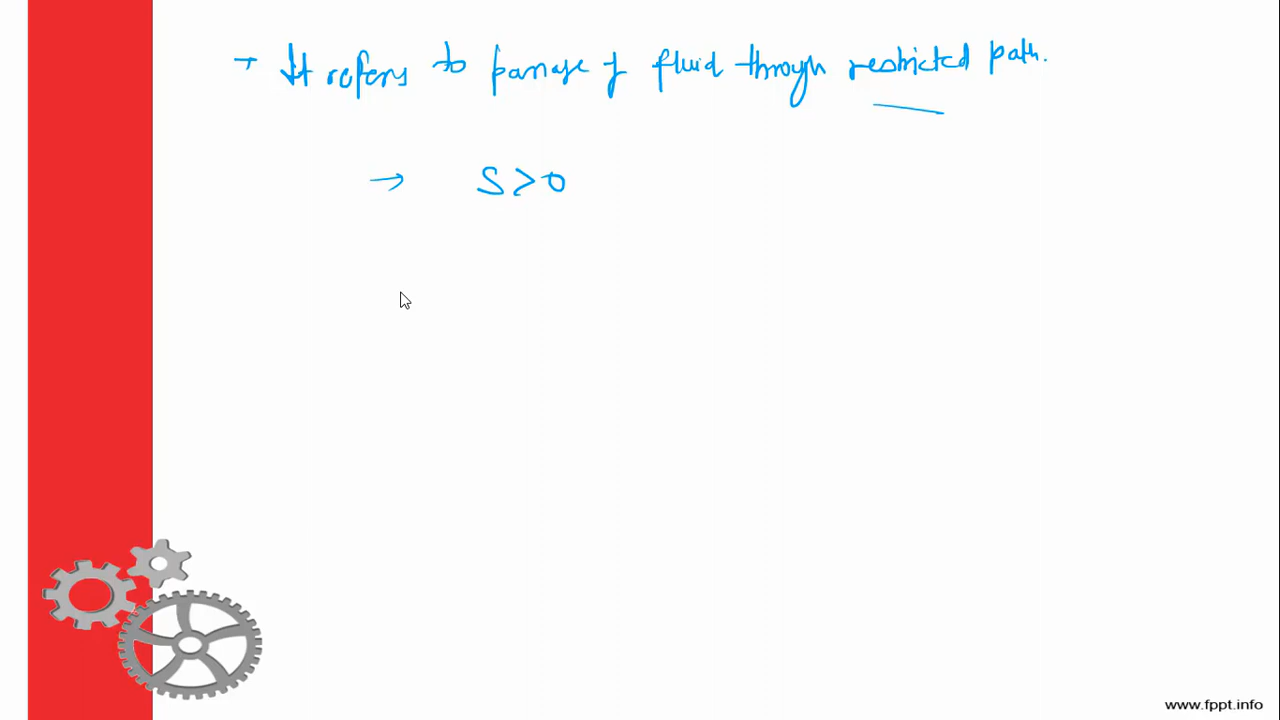 → It refers to passage of fluid through restricted path.
→ S>0
www.fppt.info